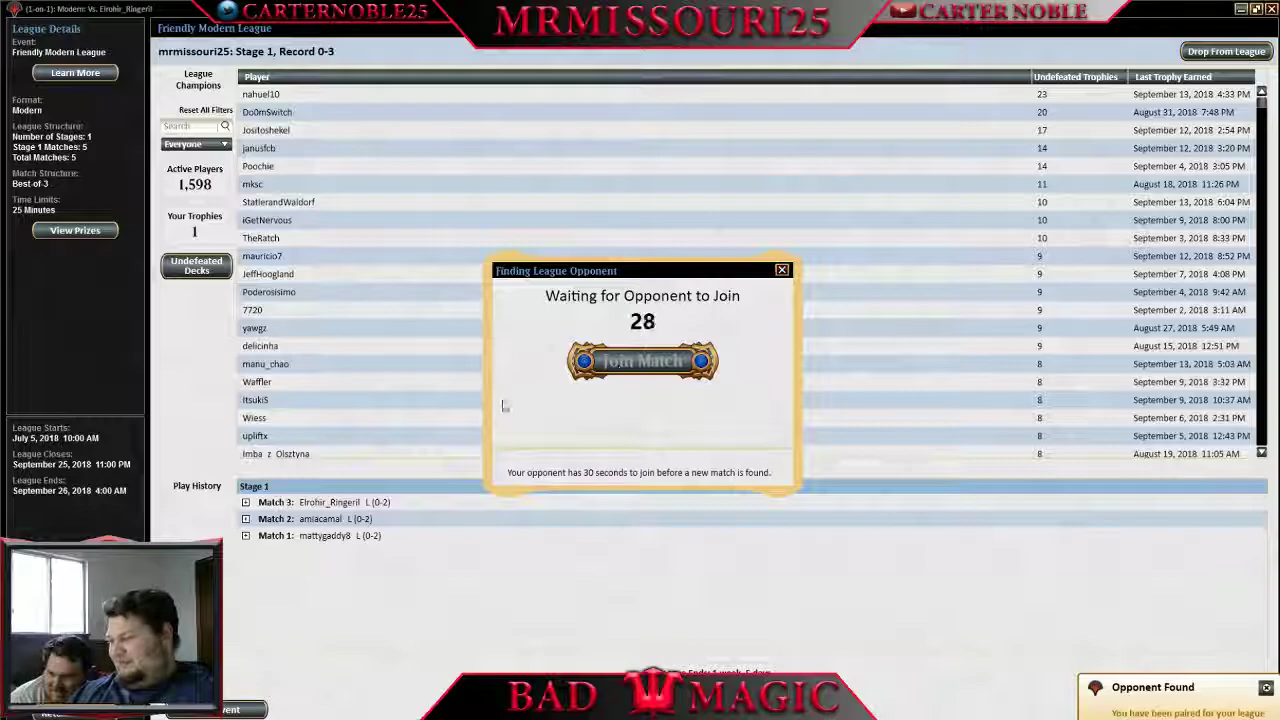 (1-on-1): Modern: Vs. Elrohir_Ringeril
CARTERNOBLE25
MRMISSOURI25
CARTER NOBLE
League Details
Event:
Friendly Modern League
Learn More
Format:
Modern
League Structure:
Number of Stages: 1
Stage 1 Matches: 5
Total Matches: 5
Match Structure:
Best of 3
Time Limits:
25 Minutes
View Prizes
League Starts:
July 5, 2018 10:00 AM
League Closes:
September 25, 2018 11:00 PM
League Ends:
September 26, 2018 4:00 AM
Friendly Modern League
mrmissouri25: Stage 1, Record 0-3
Drop From League
League Champions
Reset All Filters
Search
Everyone
Active Players
1,598
Your Trophies
1
Undefeated Decks
Player Undefeated Trophies Last Trophy Earned
nahuel10 23 September 13, 2018 4:33 PM
Do0mSwitch 20 August 31, 2018 7:48 PM
Jositoshekel 17 September 12, 2018 2:54 PM
janusfcb 14 September 12, 2018 3:20 PM
Poochie 14 September 4, 2018 3:05 PM
mksc 11 August 18, 2018 11:26 PM
StatlerandWaldorf 10 September 13, 2018 6:04 PM
iGetNervous 10 September 9, 2018 8:00 PM
TheRatch 10 September 3, 2018 8:33 PM
mauricio7 9 September 12, 2018 8:52 PM
JeffHoogland 9 September 7, 2018 4:08 PM
Poderosisimo 9 September 4, 2018 9:42 AM
7720 9 September 2, 2018 3:11 AM
yawgz 9 August 27, 2018 5:49 AM
delicinha 9 August 15, 2018 12:51 PM
manu_chao 8 September 13, 2018 5:03 AM
Waffler 8 September 9, 2018 3:32 PM
ItsukiS 8 September 9, 2018 10:37 AM
Wiess 8 September 6, 2018 2:31 PM
upliftx 8 September 5, 2018 12:43 PM
Imba_z_Olsztyna 8 August 19, 2018 11:05 AM
Finding League Opponent
Waiting for Opponent to Join
28
Join Match
Your opponent has 30 seconds to join before a new match is found.
Play History
Stage 1
Match 3: Elrohir_Ringeril L (0-2)
Match 2: amiacamal L (0-2)
Match 1: mattygaddy8 L (0-2)
BAD MAGIC
Opponent Found
You have been paired for your league